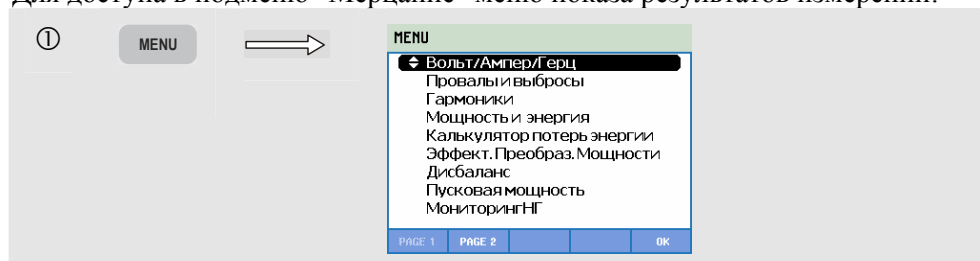 Для доступа в подменю "Мерцание" меню показа результатов измерений:
①
MENU
MENU
Вольт/Ампер/Герц
Провалы и выбросы
Гармоники
Мощность и энергия
Калькулятор потерь энергии
Эффект. Преобраз. Мощности
Дисбаланс
Пусковая мощность
МониторингНГ
PAGE 1 PAGE 2 OK